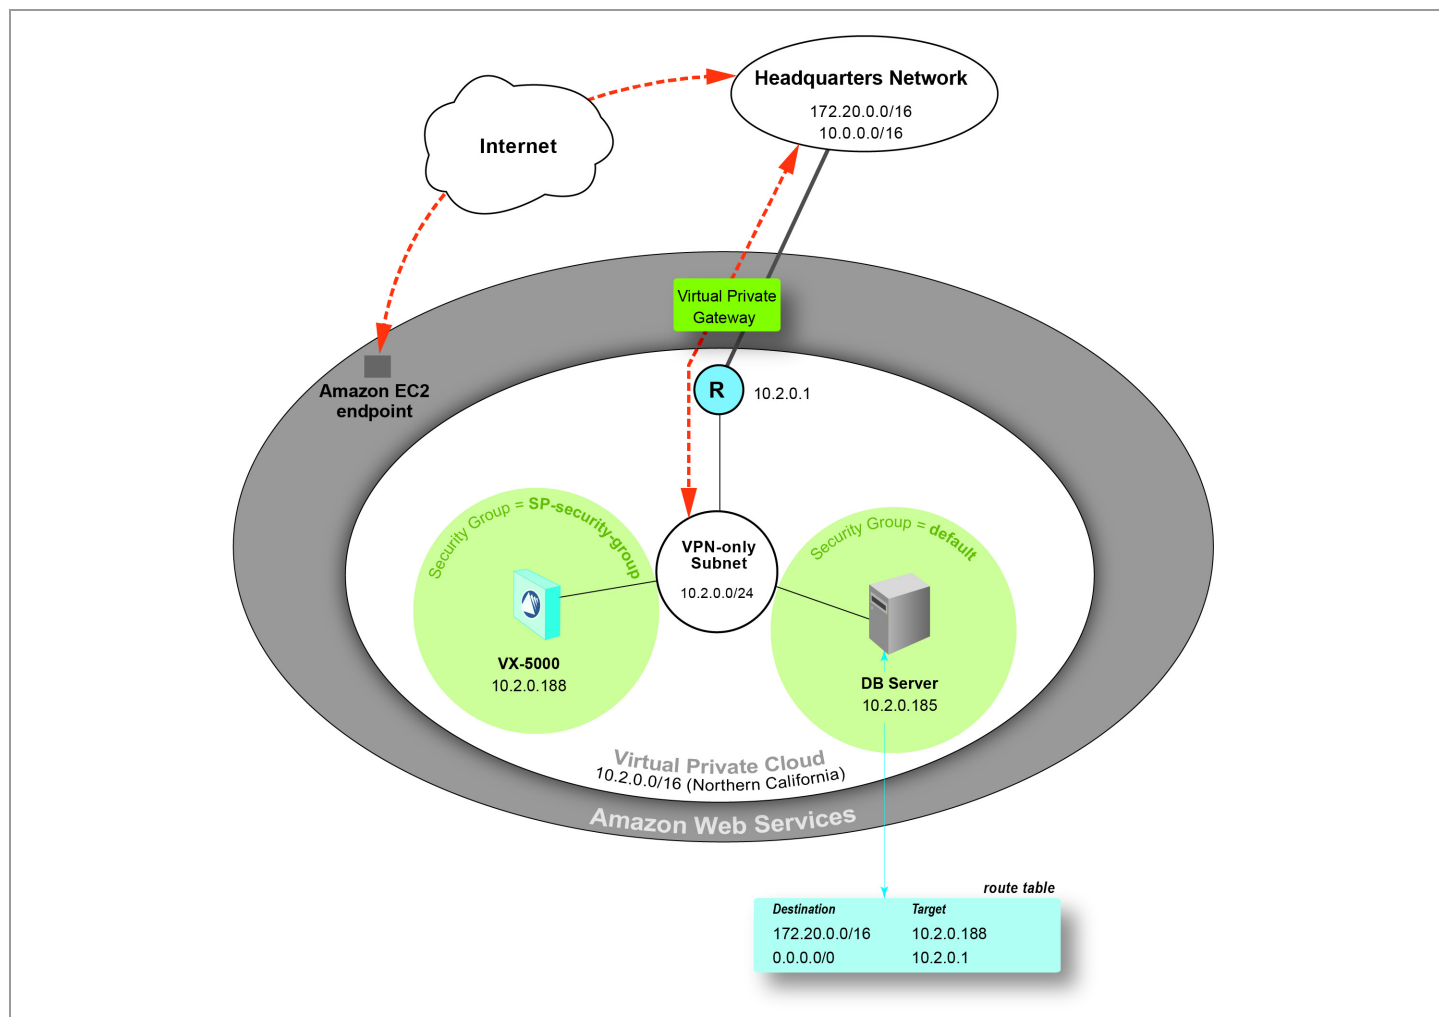 Headquarters Network
172.20.0.0/16
10.0.0.0/16
Internet
Virtual Private
Gateway
Amazon EC2
endpoint
R
10.2.0.1
Security Group = SP-security-group
Security Group = default
VPN-only
Subnet
10.2.0.0/24
VX-5000
10.2.0.188
DB Server
10.2.0.185
Virtual Private Cloud
10.2.0.0/16 (Northern California)
Amazon Web Services
route table
Destination Target
172.20.0.0/16 10.2.0.188
0.0.0.0/0 10.2.0.1